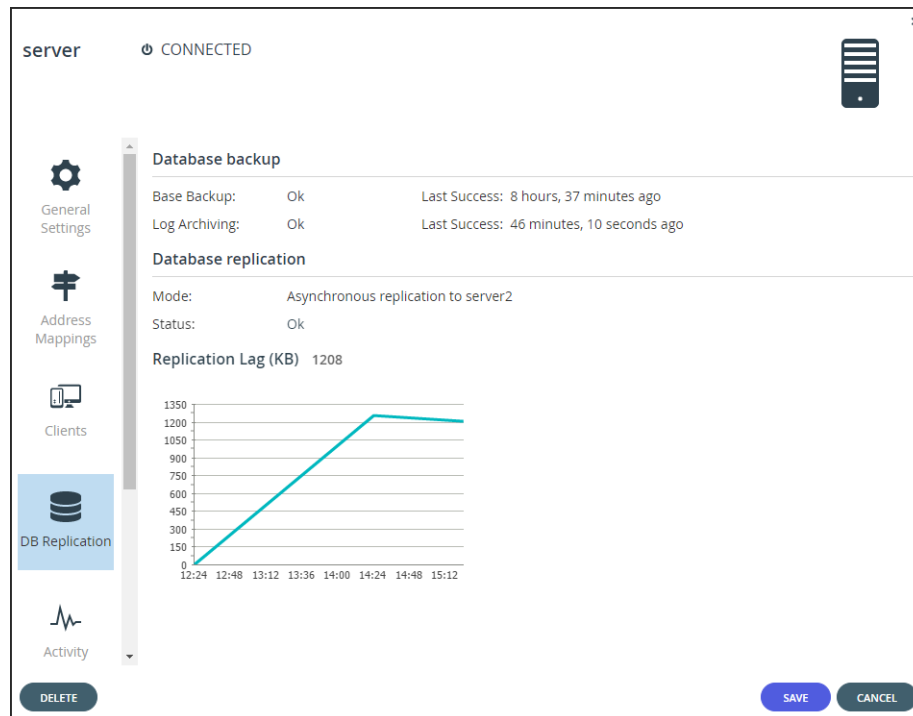 server
CONNECTED
General
Settings
Address
Mappings
Clients
DB Replication
Activity
Database backup
Base Backup: Ok Last Success: 8 hours, 37 minutes ago
Log Archiving: Ok Last Success: 46 minutes, 10 seconds ago
Database replication
Mode: Asynchronous replication to server2
Status: Ok
Replication Lag (KB) 1208
1350
1200
1050
900
750
600
450
300
150
0
12:24 12:48 13:12 13:36 14:00 14:24 14:48 15:12
DELETE
SAVE
CANCEL